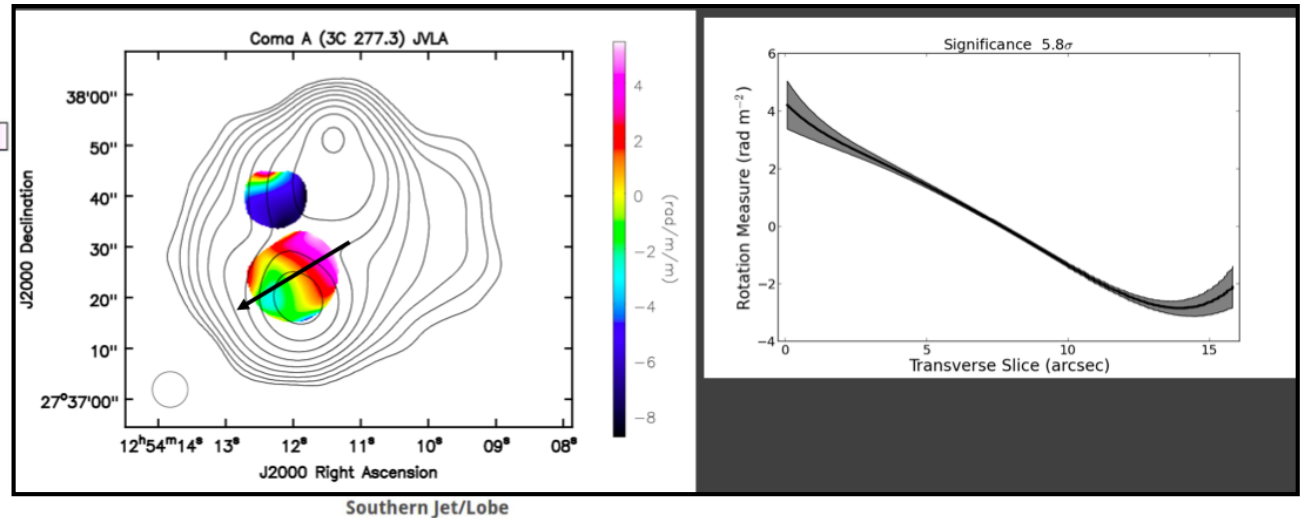 Coma A (3C 277.3) JVLA
38'00"
50"
40"
30"
20"
10"
27°37'00"
J2000 Declination
12ʰ54ᵐ14ˢ 13ˢ 12ˢ 11ˢ 10ˢ 09ˢ 08ˢ
J2000 Right Ascension
4
2
0
−2
−4
−6
−8
(rad/m/m)
Significance 5.8σ
6
4
2
0
−2
−4
Rotation Measure (rad m⁻²)
0 5 10 15
Transverse Slice (arcsec)
Southern Jet/Lobe